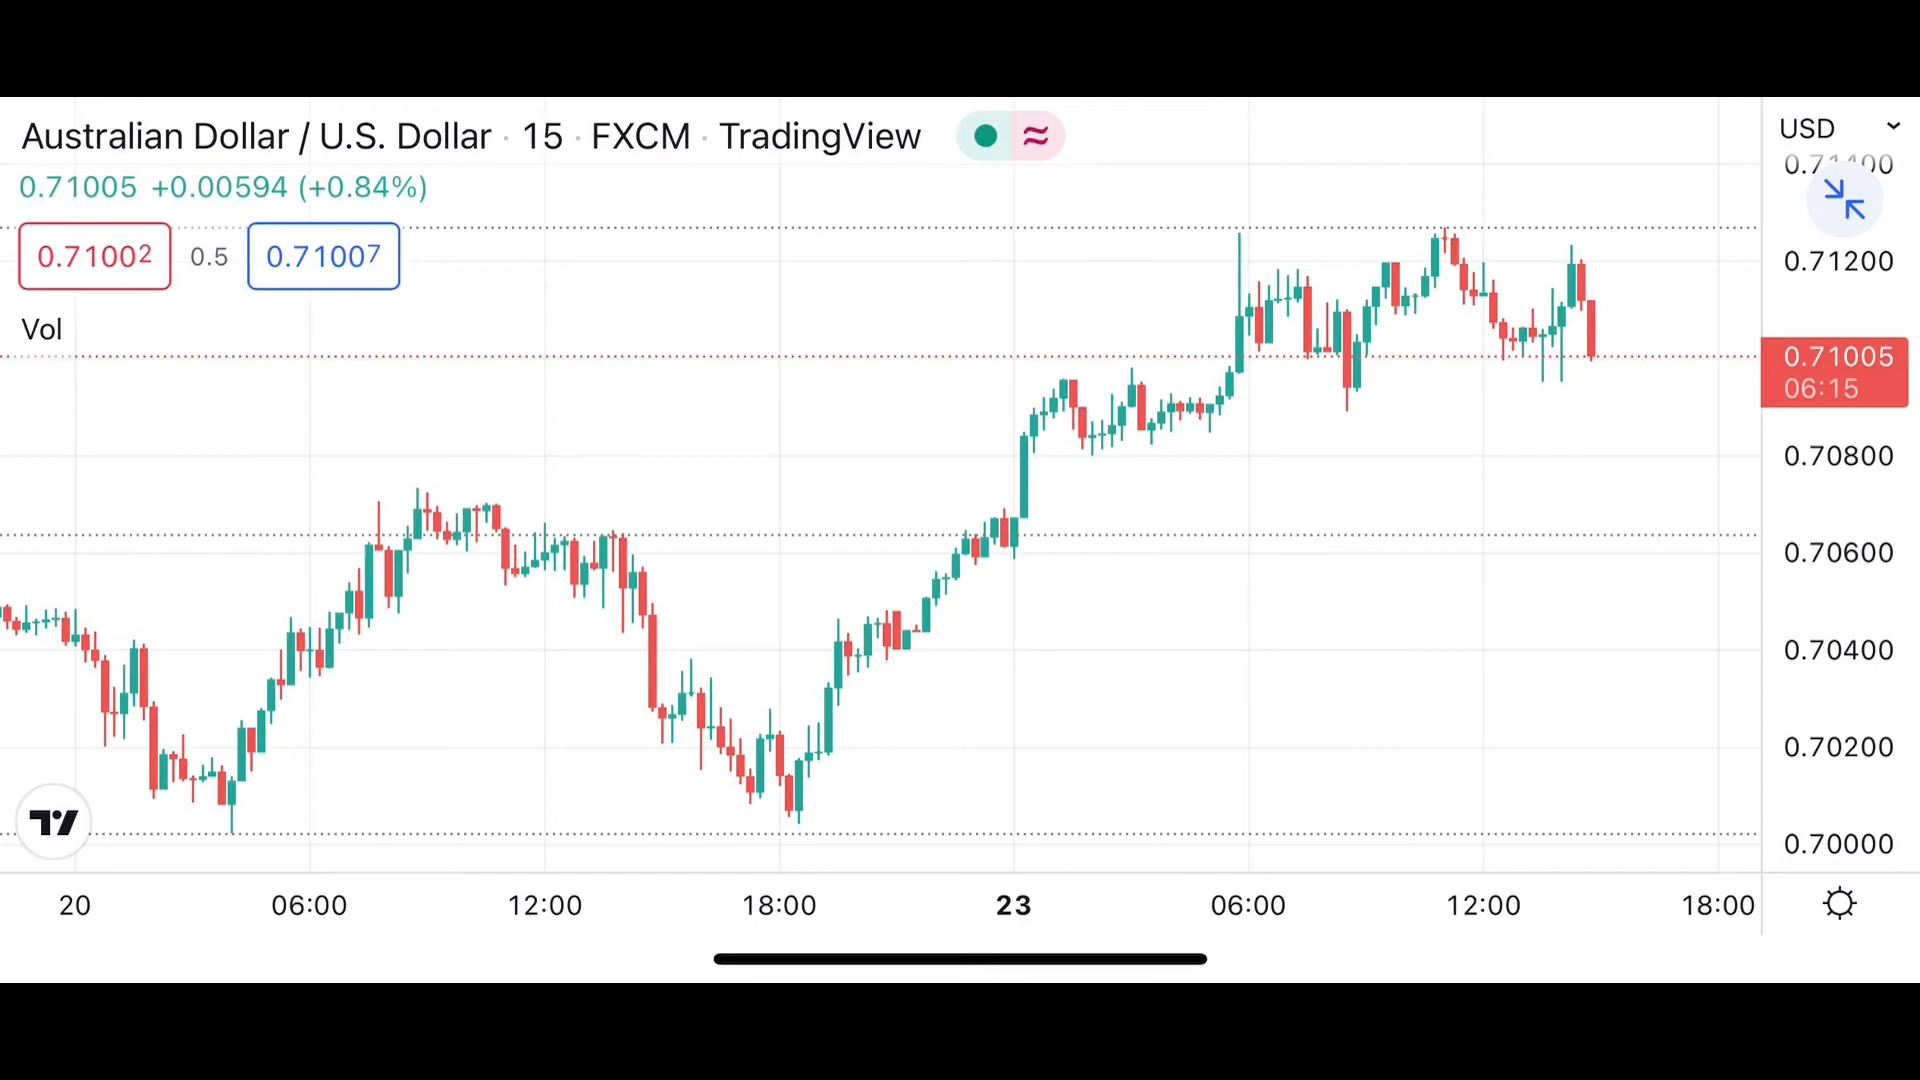 Australian Dollar / U.S. Dollar · 15 · FXCM · TradingView
USD
0.71005 +0.00594 (+0.84%)
0.71002 0.5 0.71007
Vol
0.71400
0.71200
0.71005
06:15
0.70800
0.70600
0.70400
0.70200
0.70000
20 06:00 12:00 18:00 23 06:00 12:00 18:00